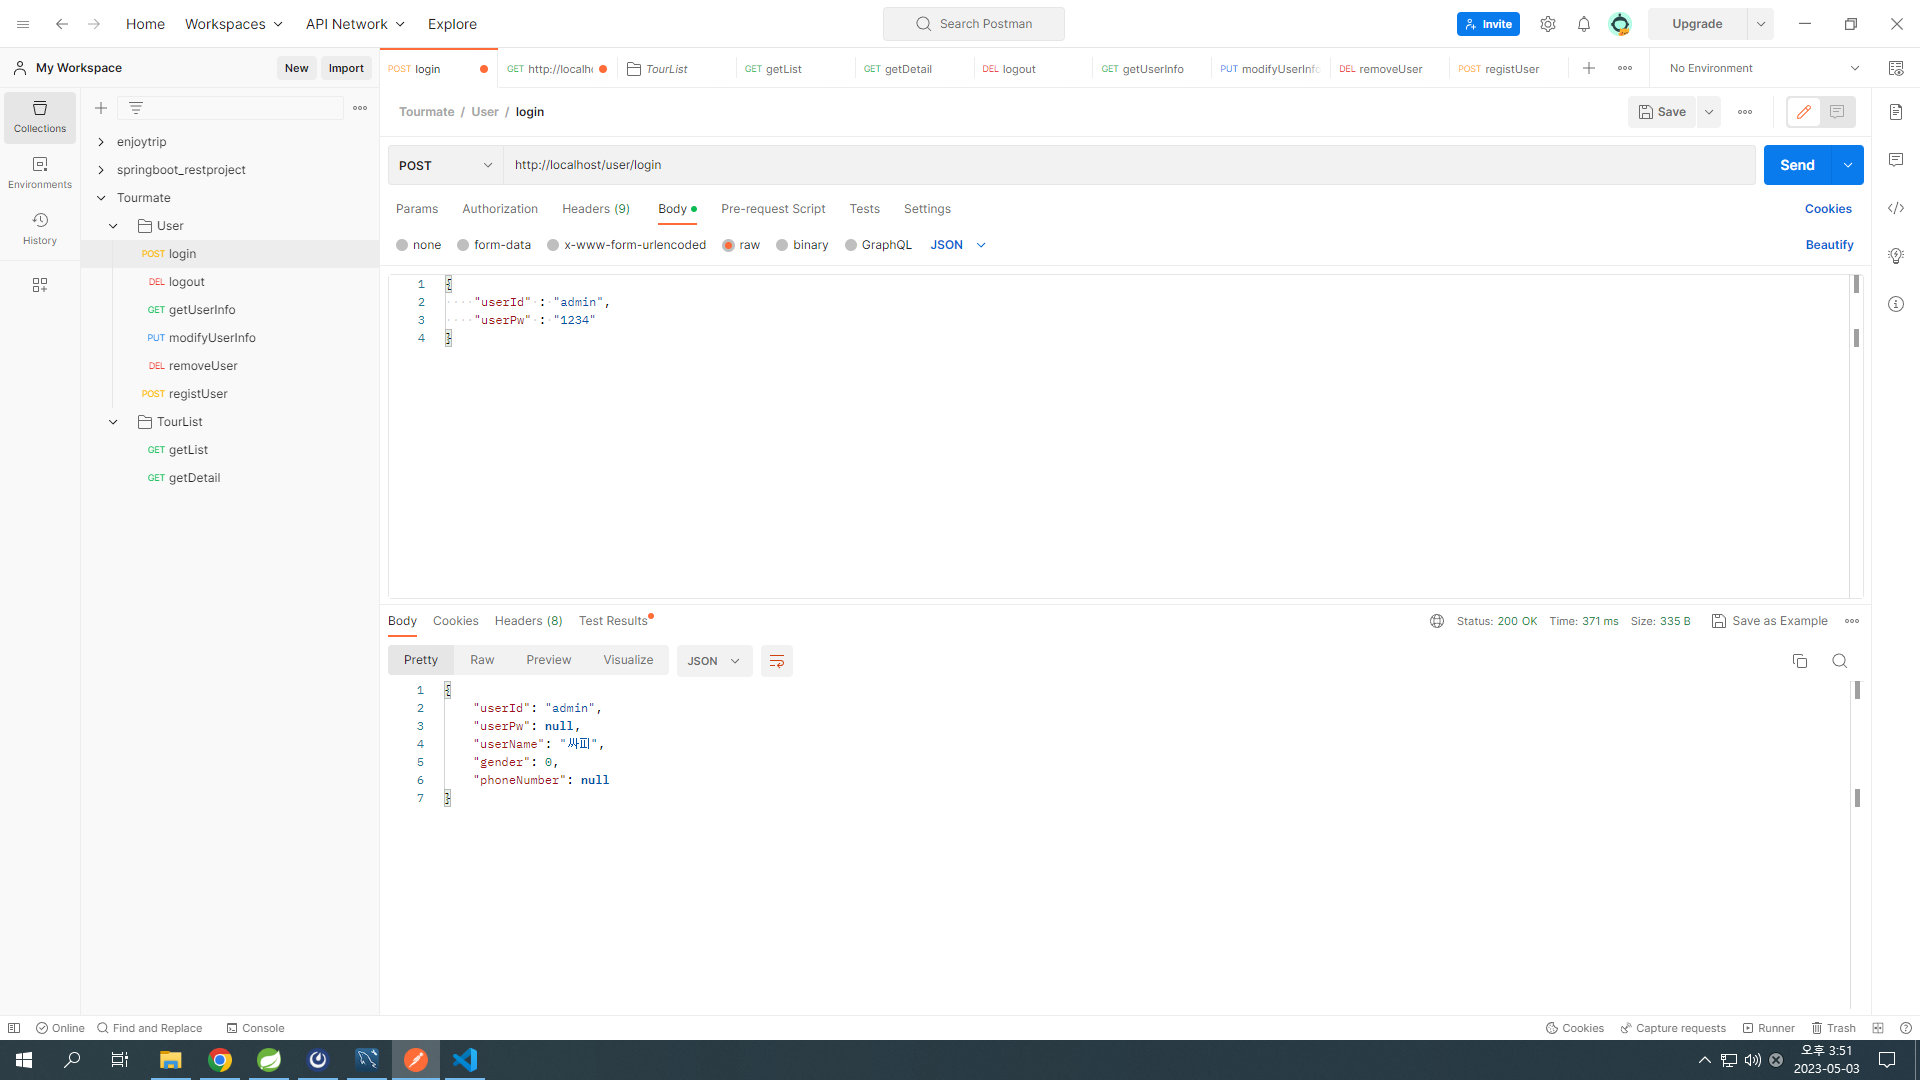 Home Workspaces API Network Explore Search Postman Invite Upgrade
My Workspace New Import
POST login GET http://localh TourList GET getList GET getDetail DEL logout GET getUserInfo PUT modifyUserInfo DEL removeUser POST registUser No Environment
Collections
Environments
History
enjoytrip
springboot_restproject
Tourmate
User
POST login
DEL logout
GET getUserInfo
PUT modifyUserInfo
DEL removeUser
POST registUser
TourList
GET getList
GET getDetail
Tourmate / User / login Save
POST http://localhost/user/login Send
Params Authorization Headers (9) Body Pre-request Script Tests Settings Cookies
none form-data x-www-form-urlencoded raw binary GraphQL JSON Beautify
1 {
2 ····"userId"·:·"admin",
3 ····"userPw"·:·"1234"
4 }
Body Cookies Headers (8) Test Results Status: 200 OK Time: 371 ms Size: 335 B Save as Example
Pretty Raw Preview Visualize JSON
1 {
2 "userId": "admin",
3 "userPw": null,
4 "userName": "싸피",
5 "gender": 0,
6 "phoneNumber": null
7 }
Online Find and Replace Console Cookies Capture requests Runner Trash
오후 3:51
2023-05-03